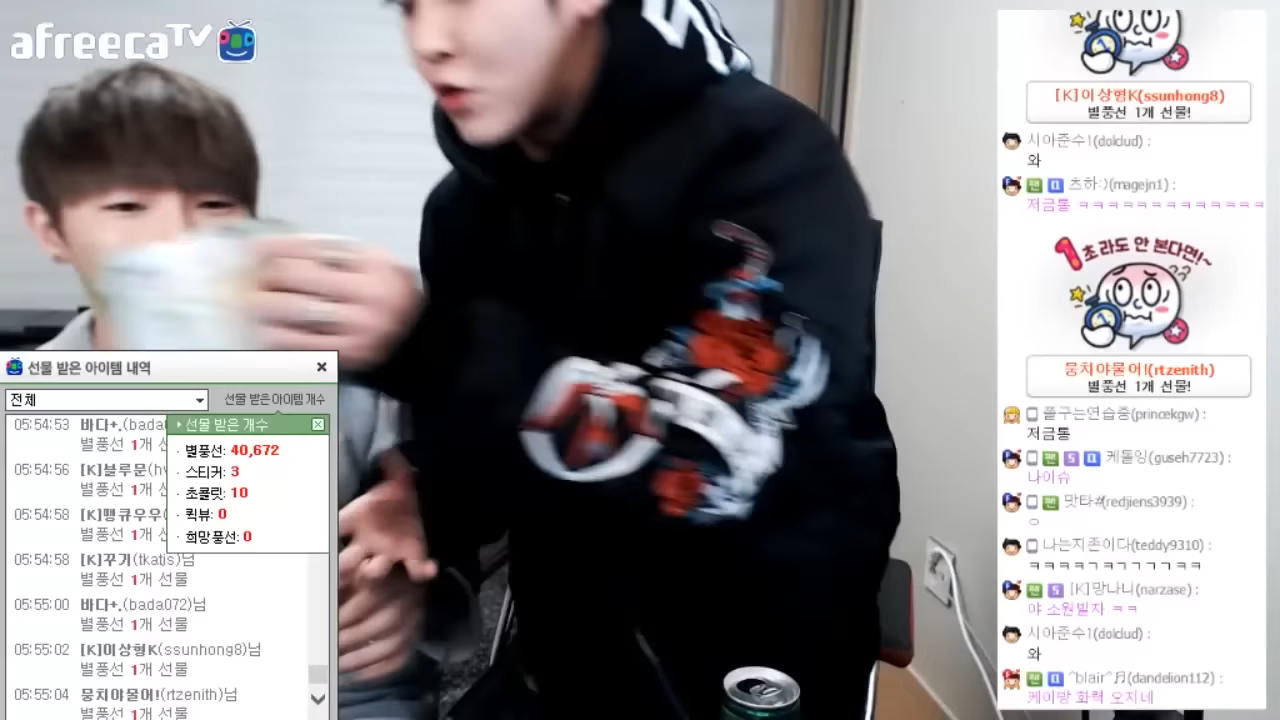 afreecaTV
선물 받은 아이템 내역
전체
선물 받은 아이템 개수
선물 받은 개수
별풍선: 40,672
스티커: 3
초콜릿: 10
퀵뷰: 0
희망풍선: 0
05:54:53 바다+.(bada
별풍선 1개 선
05:54:56 [K]블루문(h
별풍선 1개 선
05:54:58 [K]땡큐우우(
별풍선 1개 선
05:54:58 [K]꾸기(tkatjs)님
별풍선 1개 선물
05:55:00 바다+.(bada072)님
별풍선 1개 선물
05:55:02 [K]이상형K(ssunhong8)님
별풍선 1개 선물
05:55:04 뭉치야물어!(rtzenith)님
별풍선 1개 선물
[K]이상형K(ssunhong8)
별풍선 1개 선물!
시아준수1(dolclud) :
와
팬 츠하:)(magejn1) :
저금통 ㅋㅋㅋㅋㅋㅋㅋㅋㅋㅋㅋㅋㅋ
1초라도 안 본다면!~
뭉치야물어!(rtzenith)
별풍선 1개 선물!
플구는연습중(princekgw) :
저금통
팬 S 케돌잉(guseh7723) :
나이슈
팬 맛타#(redjiens3939) :
ㅇ
나는지존이다(teddy9310) :
ㅋㅋㅋㅋㄱㅋㄱㄱㄱㄱㅋㅋ
팬 S [K]망나니(narzase) :
야 소원빌자 ㅋㅋ
시아준수1(dolclud) :
와
팬 ^blair^♬(dandelion112) :
케이방 화력 오지네